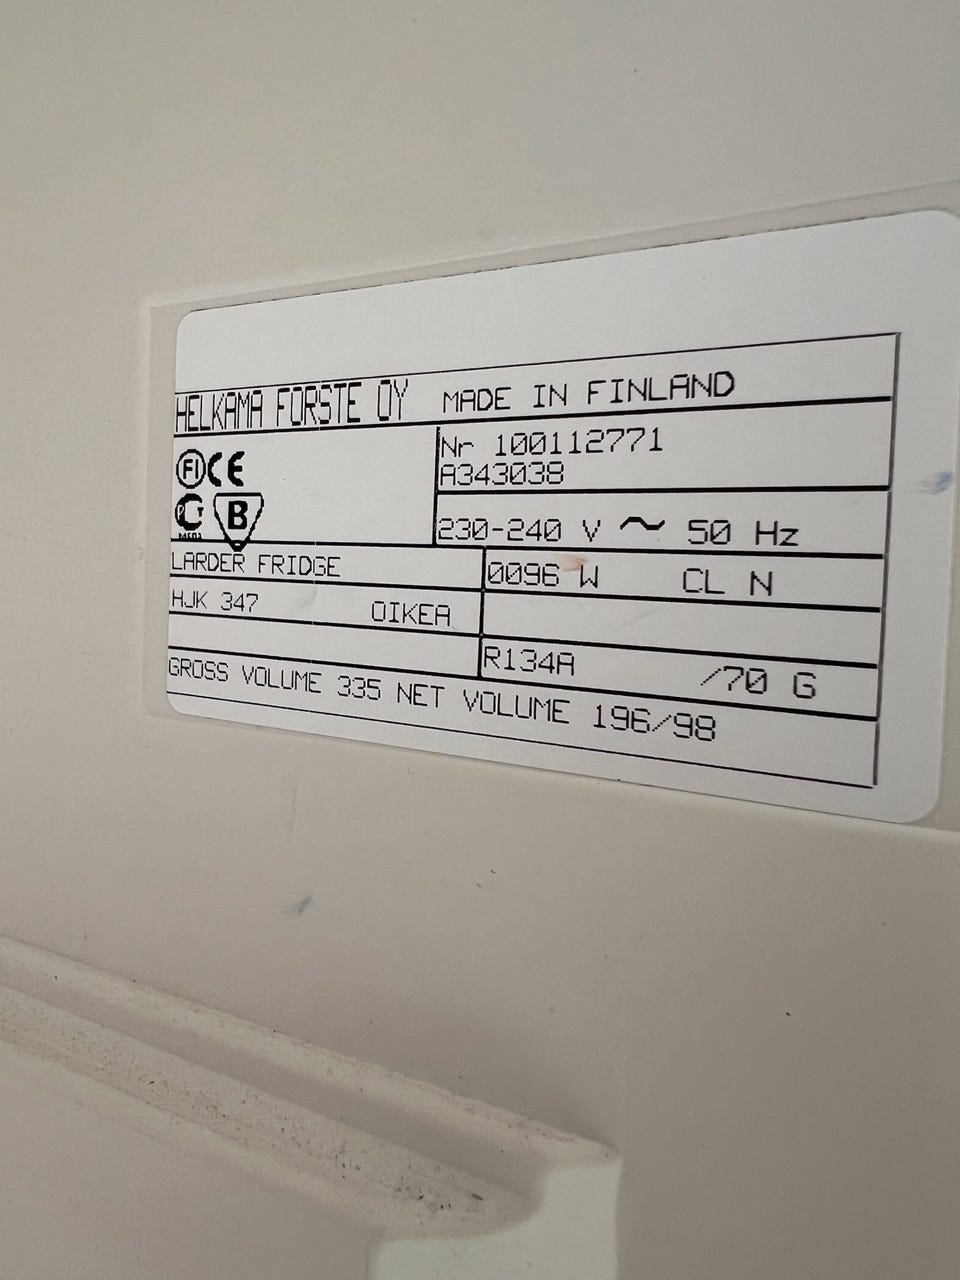 HELKAMA FORSTE OY MADE IN FINLAND
FI CE
Nr 100112771
A343038
B
230-240 V ~ 50 Hz
LARDER FRIDGE 0096 W CL N
HJK 347 OIKEA
R134A /70 G
GROSS VOLUME 335 NET VOLUME 196/98